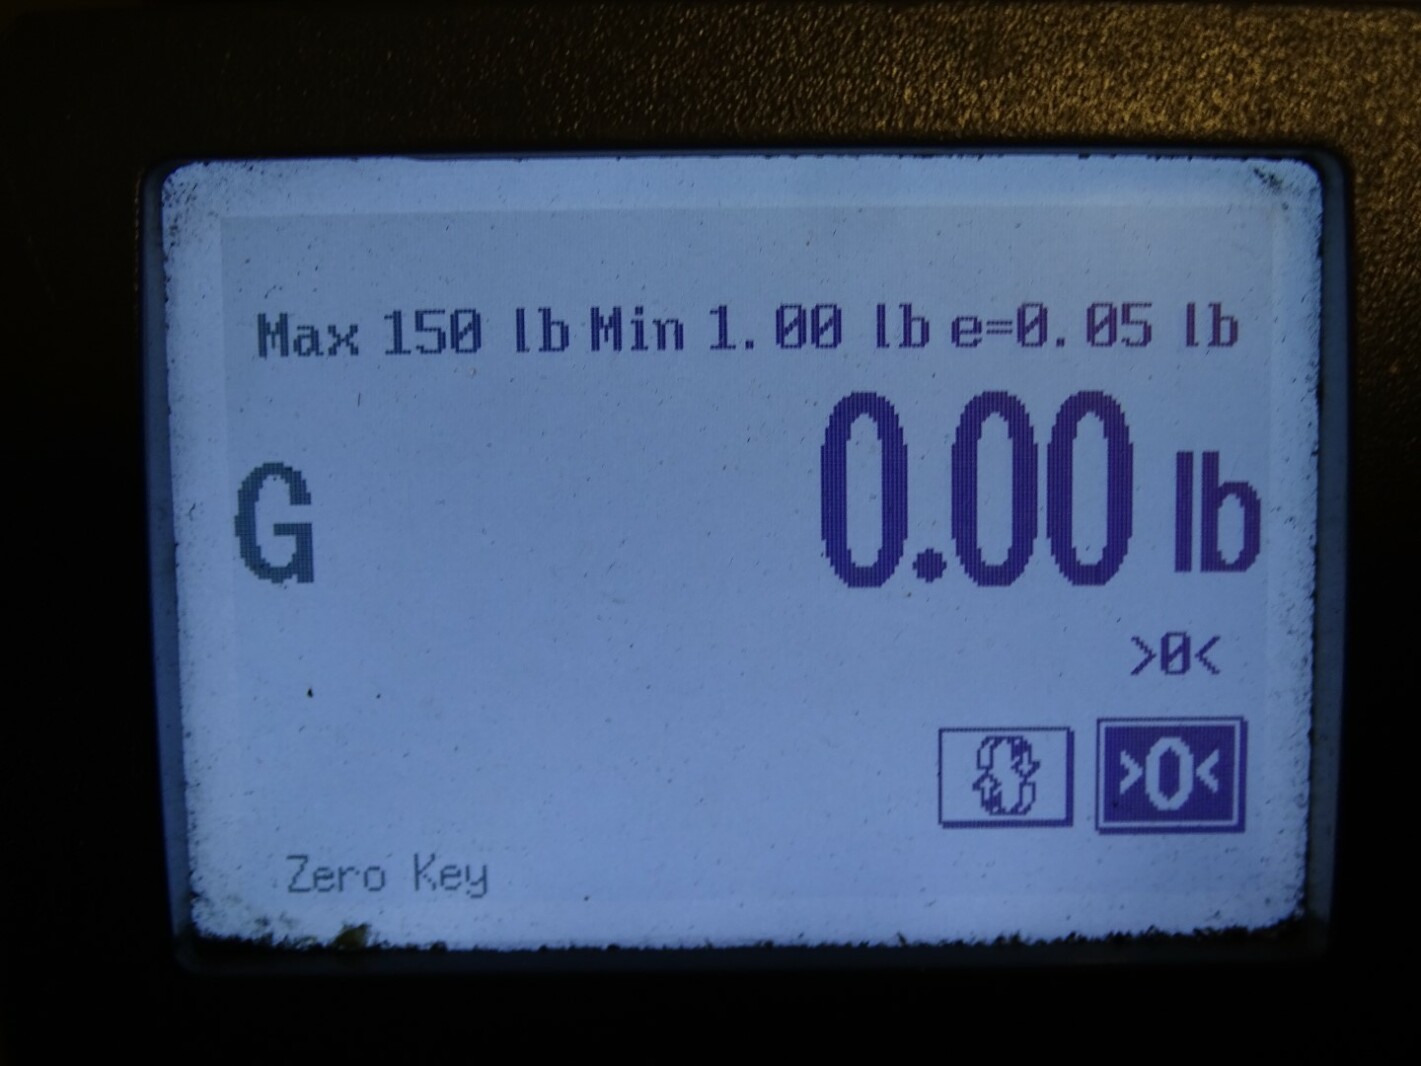 Max 150 lb Min 1.00 lb e=0.05 lb
G 0.00 lb
>0<
>0<
Zero Key